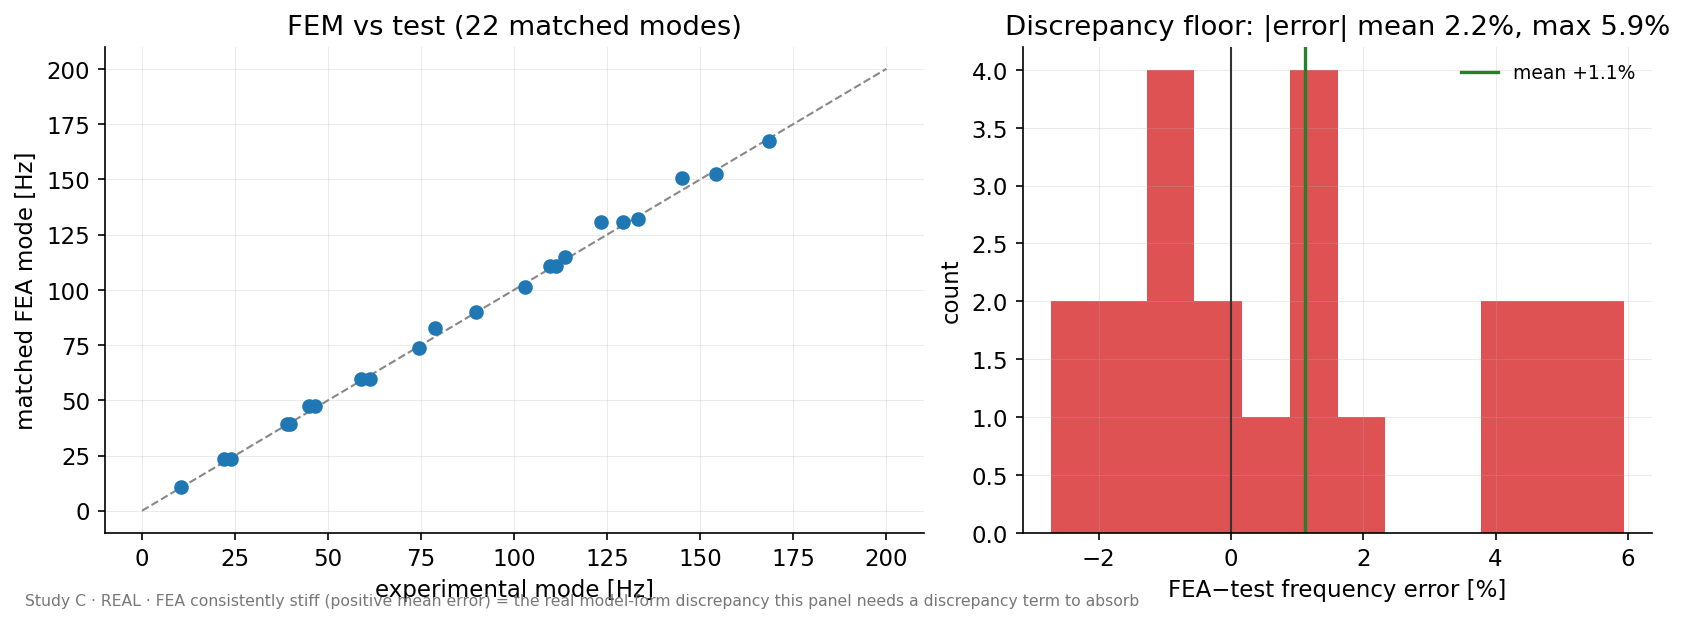 FEM vs test (22 matched modes)
matched FEA mode [Hz]
200
175
150
125
100
75
50
25
0
0 25 50 75 100 125 150 175 200
experimental mode [Hz]
Discrepancy floor: |error| mean 2.2%, max 5.9%
mean +1.1%
count
4.0
3.5
3.0
2.5
2.0
1.5
1.0
0.5
0.0
−2 0 2 4 6
FEA−test frequency error [%]
Study C · REAL · FEA consistently stiff (positive mean error) = the real model-form discrepancy this panel needs a discrepancy term to absorb